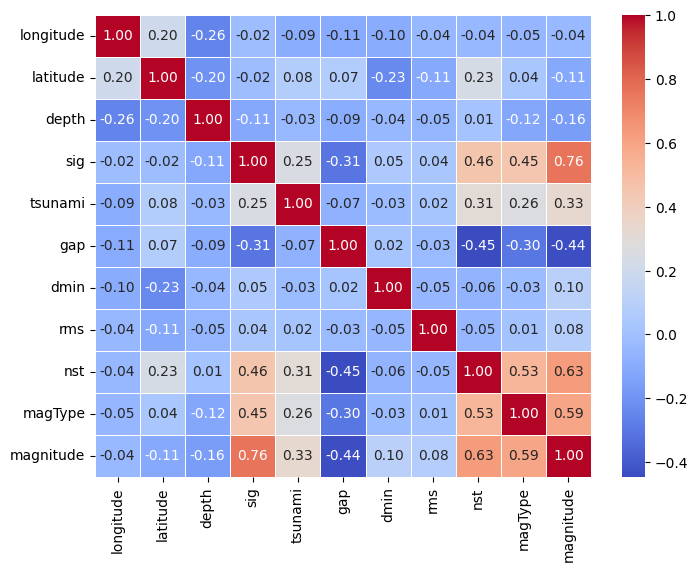 longitude 1.00 0.20 -0.26 -0.02 -0.09 -0.11 -0.10 -0.04 -0.04 -0.05 -0.04
latitude 0.20 1.00 -0.20 -0.02 0.08 0.07 -0.23 -0.11 0.23 0.04 -0.11
depth -0.26 -0.20 1.00 -0.11 -0.03 -0.09 -0.04 -0.05 0.01 -0.12 -0.16
sig -0.02 -0.02 -0.11 1.00 0.25 -0.31 0.05 0.04 0.46 0.45 0.76
tsunami -0.09 0.08 -0.03 0.25 1.00 -0.07 -0.03 0.02 0.31 0.26 0.33
gap -0.11 0.07 -0.09 -0.31 -0.07 1.00 0.02 -0.03 -0.45 -0.30 -0.44
dmin -0.10 -0.23 -0.04 0.05 -0.03 0.02 1.00 -0.05 -0.06 -0.03 0.10
rms -0.04 -0.11 -0.05 0.04 0.02 -0.03 -0.05 1.00 -0.05 0.01 0.08
nst -0.04 0.23 0.01 0.46 0.31 -0.45 -0.06 -0.05 1.00 0.53 0.63
magType -0.05 0.04 -0.12 0.45 0.26 -0.30 -0.03 0.01 0.53 1.00 0.59
magnitude -0.04 -0.11 -0.16 0.76 0.33 -0.44 0.10 0.08 0.63 0.59 1.00
longitude latitude depth sig tsunami gap dmin rms nst magType magnitude
1.0
0.8
0.6
0.4
0.2
0.0
-0.2
-0.4